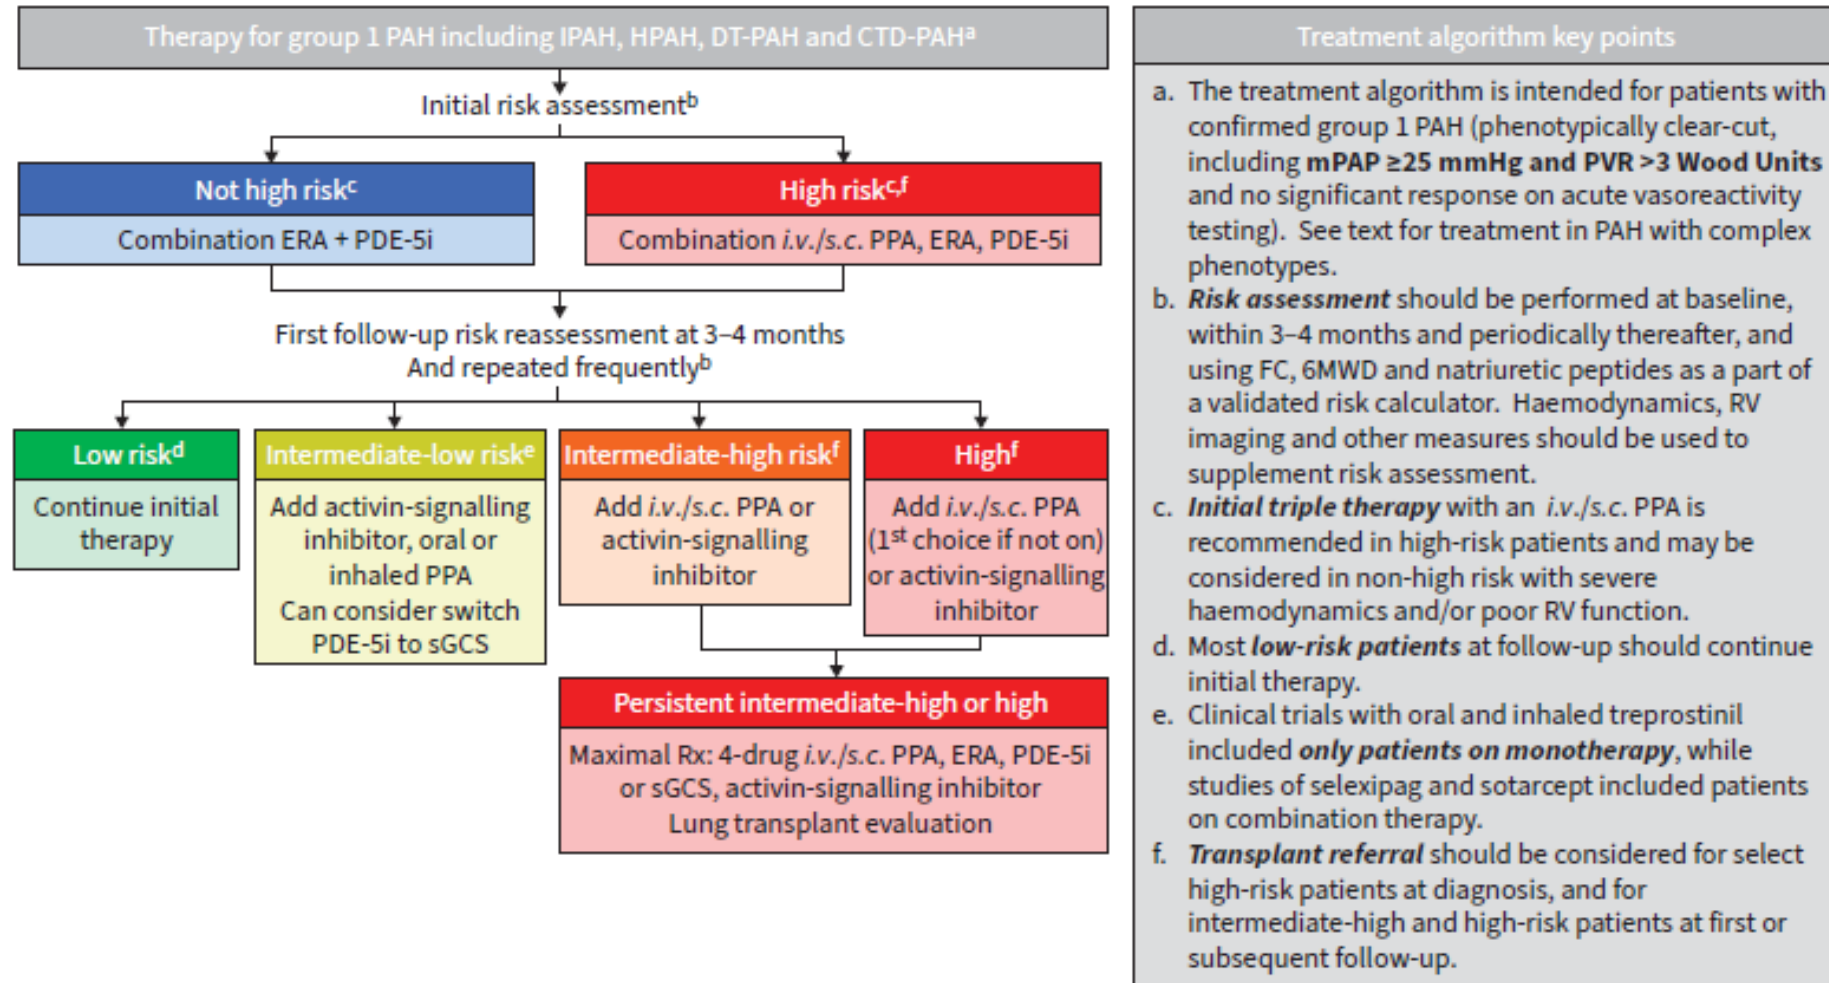 Therapy for group 1 PAH including IPAH, HPAH, DT-PAH and CTD-PAHᵃ
Initial risk assessmentᵇ
Not high riskᶜ
Combination ERA + PDE-5i
High riskᶜ,ᶠ
Combination i.v./s.c. PPA, ERA, PDE-5i
First follow-up risk reassessment at 3–4 months
And repeated frequentlyᵇ
Low riskᵈ
Continue initial
therapy
Intermediate-low riskᵉ
Add activin-signalling
inhibitor, oral or
inhaled PPA
Can consider switch
PDE-5i to sGCS
Intermediate-high riskᶠ
Add i.v./s.c. PPA or
activin-signalling
inhibitor
Highᶠ
Add i.v./s.c. PPA
(1ˢᵗ choice if not on)
or activin-signalling
inhibitor
Persistent intermediate-high or high
Maximal Rx: 4-drug i.v./s.c. PPA, ERA, PDE-5i
or sGCS, activin-signalling inhibitor
Lung transplant evaluation
Treatment algorithm key points
a. The treatment algorithm is intended for patients with
confirmed group 1 PAH (phenotypically clear-cut,
including mPAP ≥25 mmHg and PVR >3 Wood Units
and no significant response on acute vasoreactivity
testing). See text for treatment in PAH with complex
phenotypes.
b. Risk assessment should be performed at baseline,
within 3–4 months and periodically thereafter, and
using FC, 6MWD and natriuretic peptides as a part of
a validated risk calculator. Haemodynamics, RV
imaging and other measures should be used to
supplement risk assessment.
c. Initial triple therapy with an i.v./s.c. PPA is
recommended in high-risk patients and may be
considered in non-high risk with severe
haemodynamics and/or poor RV function.
d. Most low-risk patients at follow-up should continue
initial therapy.
e. Clinical trials with oral and inhaled treprostinil
included only patients on monotherapy, while
studies of selexipag and sotarcept included patients
on combination therapy.
f. Transplant referral should be considered for select
high-risk patients at diagnosis, and for
intermediate-high and high-risk patients at first or
subsequent follow-up.